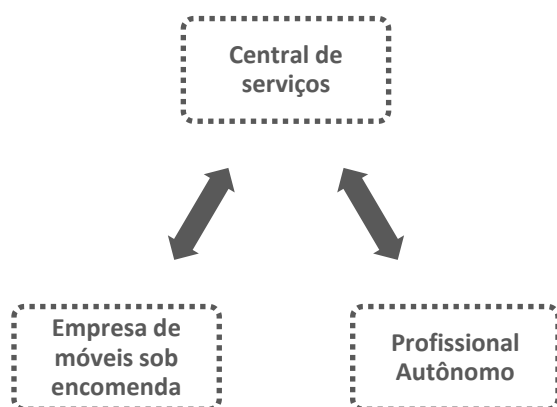 Central de
serviços
Empresa de
móveis sob
encomenda
Profissional
Autônomo